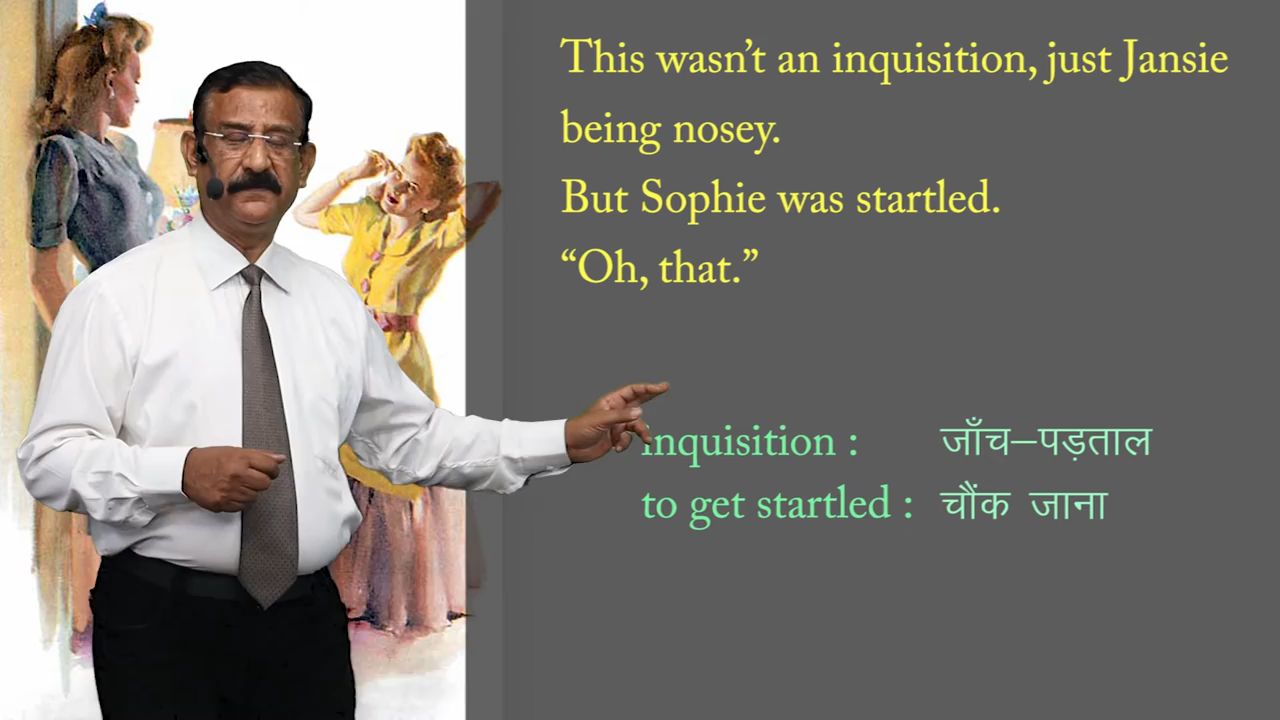 This wasn’t an inquisition, just Jansie
being nosey.
But Sophie was startled.
“Oh, that.”
inquisition : जाँच–पड़ताल
to get startled : चौंक जाना